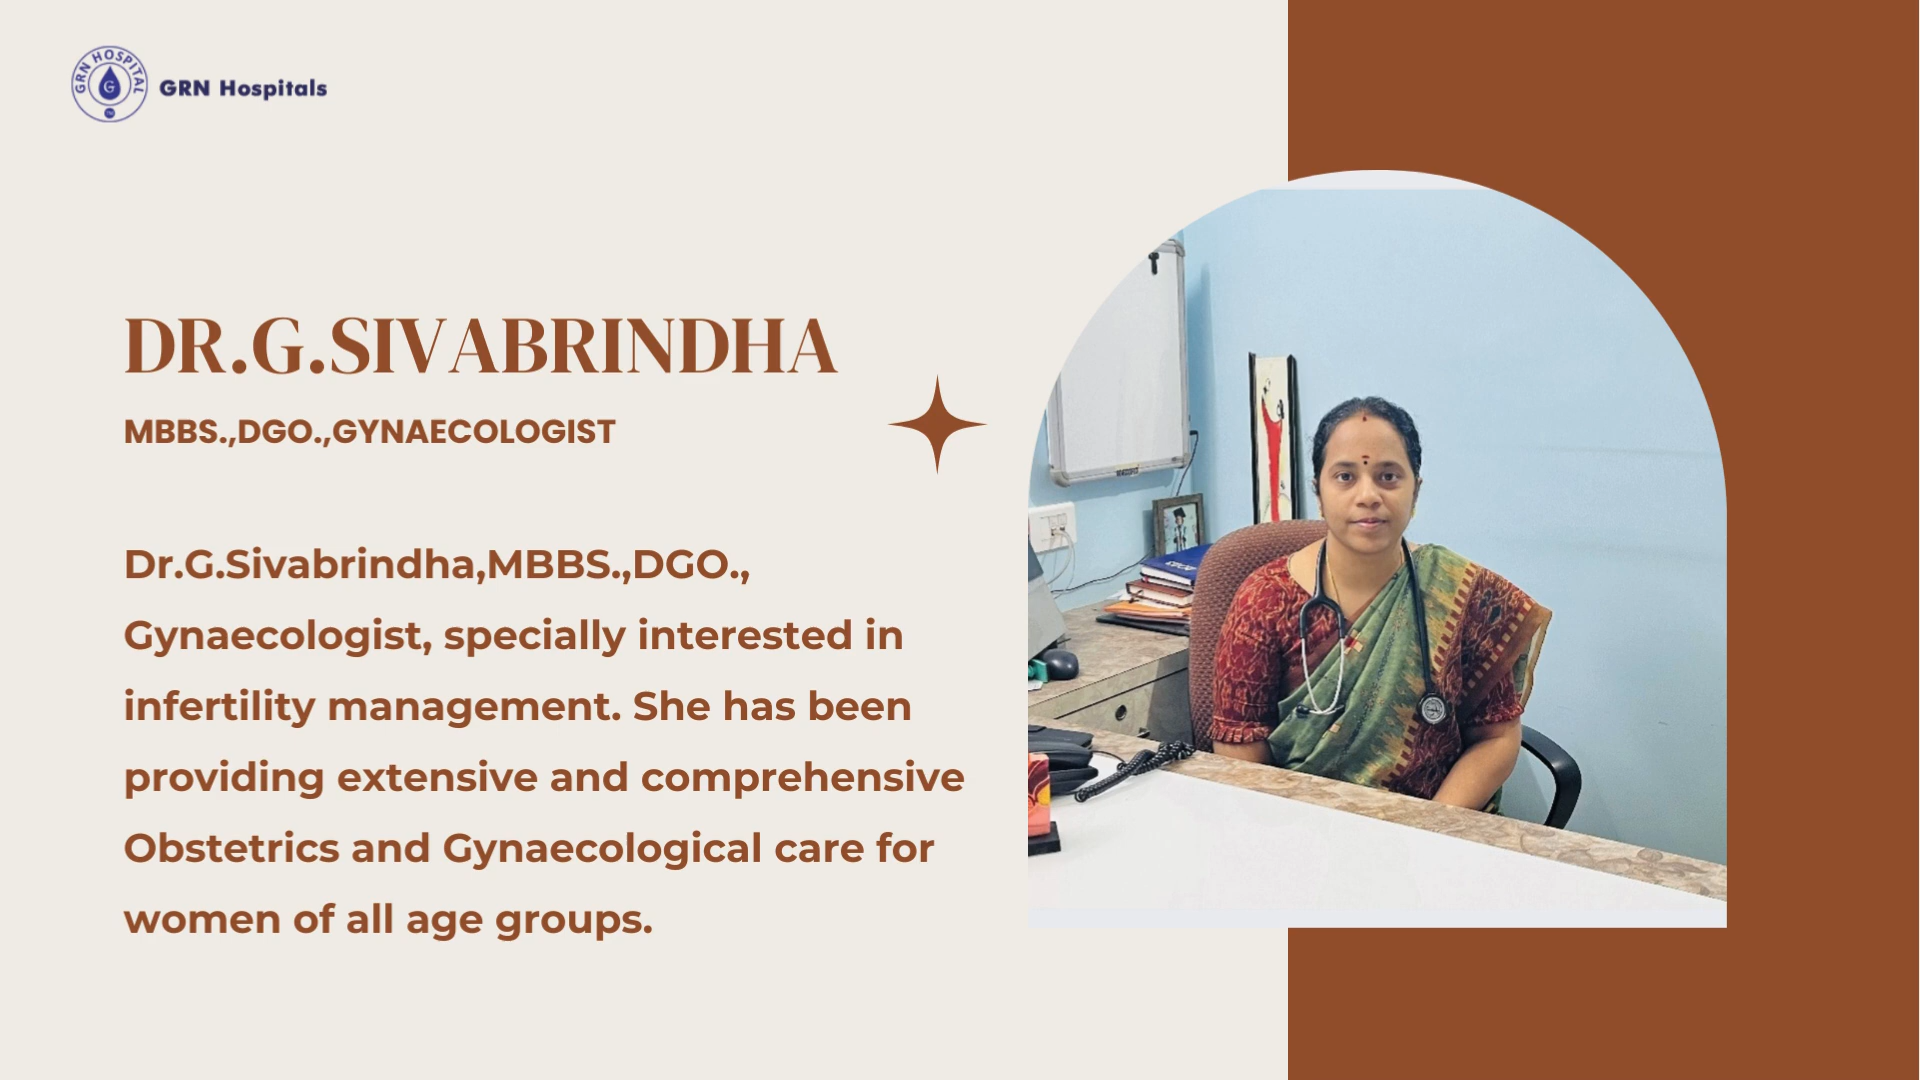 GRN HOSPITAL
G
GRN Hospitals
DR.G.SIVABRINDHA
MBBS.,DGO.,GYNAECOLOGIST
Dr.G.Sivabrindha,MBBS.,DGO.,
Gynaecologist, specially interested in
infertility management. She has been
providing extensive and comprehensive
Obstetrics and Gynaecological care for
women of all age groups.